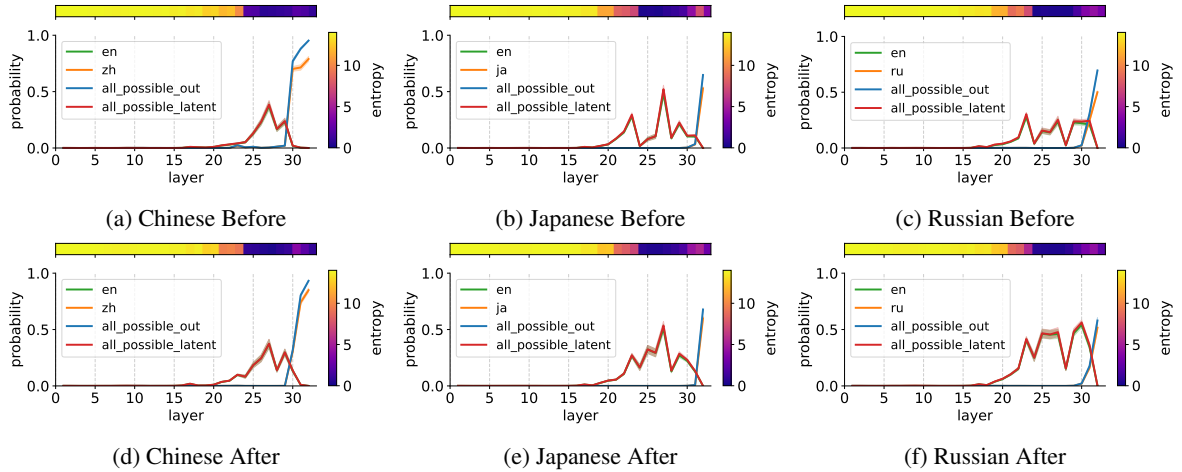 1.0
0.5
0.0
probability
en
zh
all_possible_out
all_possible_latent
0 5 10 15 20 25 30
layer
10
5
0
entropy
(a) Chinese Before
1.0
0.5
0.0
probability
en
ja
all_possible_out
all_possible_latent
0 5 10 15 20 25 30
layer
10
5
0
entropy
(b) Japanese Before
1.0
0.5
0.0
probability
en
ru
all_possible_out
all_possible_latent
0 5 10 15 20 25 30
layer
10
5
0
entropy
(c) Russian Before
1.0
0.5
0.0
probability
en
zh
all_possible_out
all_possible_latent
0 5 10 15 20 25 30
layer
10
5
0
entropy
(d) Chinese After
1.0
0.5
0.0
probability
en
ja
all_possible_out
all_possible_latent
0 5 10 15 20 25 30
layer
10
5
0
entropy
(e) Japanese After
1.0
0.5
0.0
probability
en
ru
all_possible_out
all_possible_latent
0 5 10 15 20 25 30
layer
10
5
0
entropy
(f) Russian After